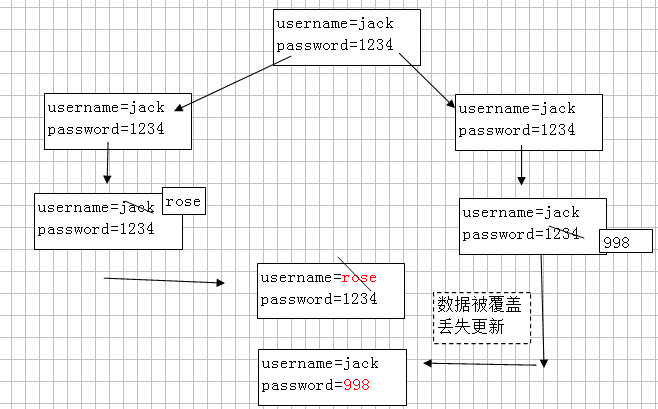 username=jack
password=1234
username=jack
password=1234
username=jack
password=1234
username=jack
password=1234
rose
username=jack
password=1234
998
username=rose
password=1234
数据被覆盖
丢失更新
username=jack
password=998